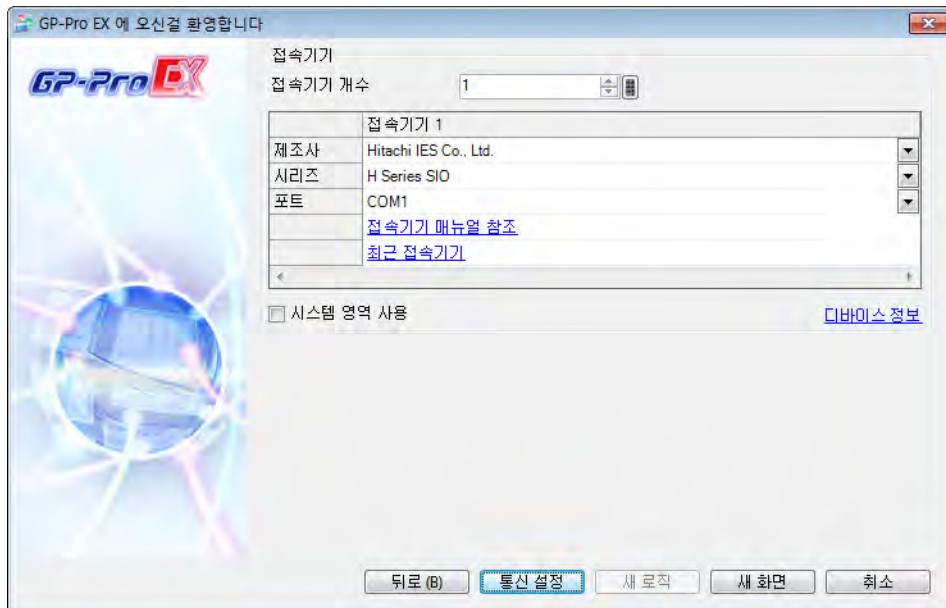 GP-Pro EX 에 오신걸 환영합니다
GP-Pro EX
접속기기
접속기기 개수 1
접속기기 1
제조사 Hitachi IES Co., Ltd.
시리즈 H Series SIO
포트 COM1
접속기기 매뉴얼 참조
최근 접속기기
시스템 영역 사용 디바이스 정보
뒤로 (B) 통신 설정 새 로직 새 화면 취소